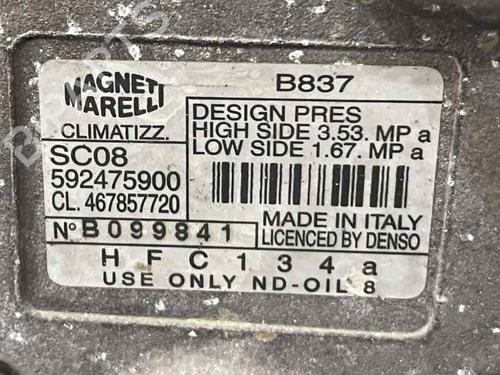 MAGNETI MARELLI
CLIMATIZZ.
B837
DESIGN PRES
HIGH SIDE 3.53. MP a
LOW SIDE 1.67. MP a
SC08
592475900
CL. 467857720
MADE IN ITALY
LICENCED BY DENSO
N° B099841
HFC134a
USE ONLY ND-OIL 8